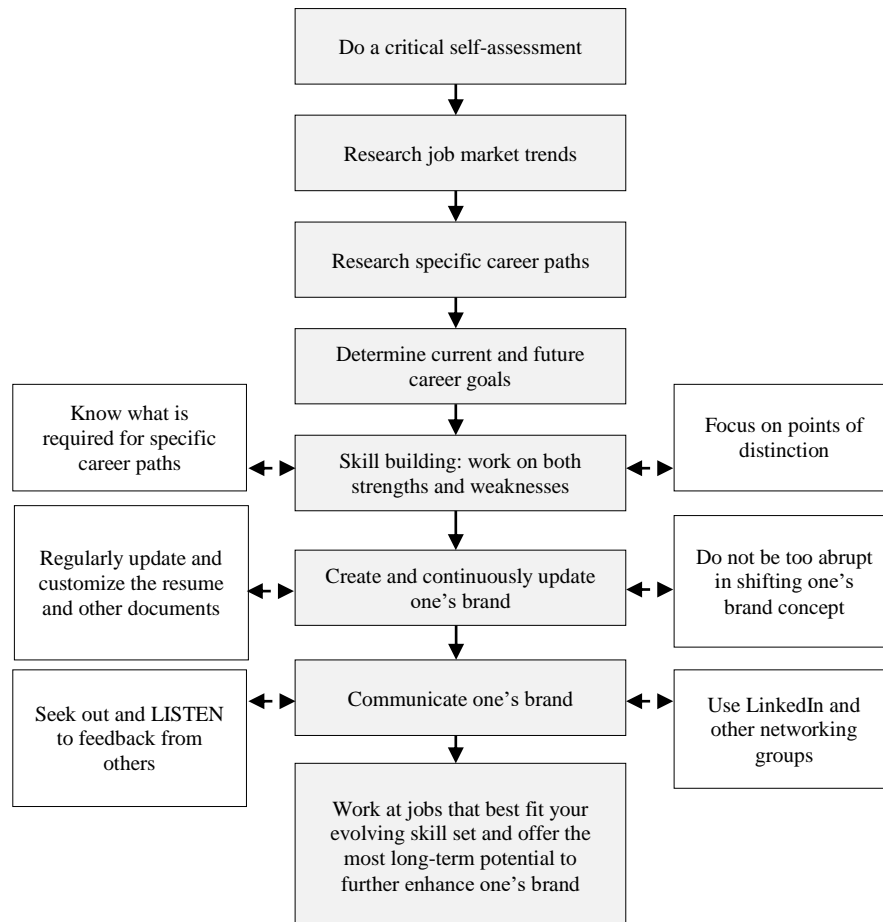 Do a critical self-assessment
Research job market trends
Research specific career paths
Determine current and future
career goals
Know what is
required for specific
career paths
Skill building: work on both
strengths and weaknesses
Focus on points of
distinction
Regularly update and
customize the resume
and other documents
Create and continuously update
one’s brand
Do not be too abrupt
in shifting one’s
brand concept
Seek out and LISTEN
to feedback from
others
Communicate one’s brand
Use LinkedIn and
other networking
groups
Work at jobs that best fit your
evolving skill set and offer the
most long-term potential to
further enhance one’s brand